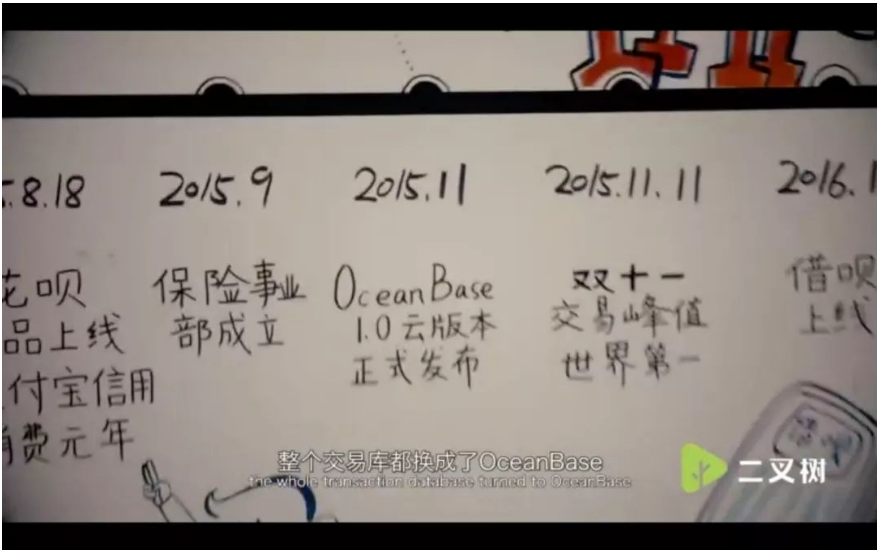 5.8.18
花呗
品上线
付宝信用
消费元年
2015.9
保险事业
部成立
2015.11
OceanBase
1.0云版本
正式发布
2015.11.11
双十一
交易峰值
世界第一
2016.1
借呗
上线
整个交易库都换成了OceanBase
the whole transaction database turned to OceanBase
二叉树